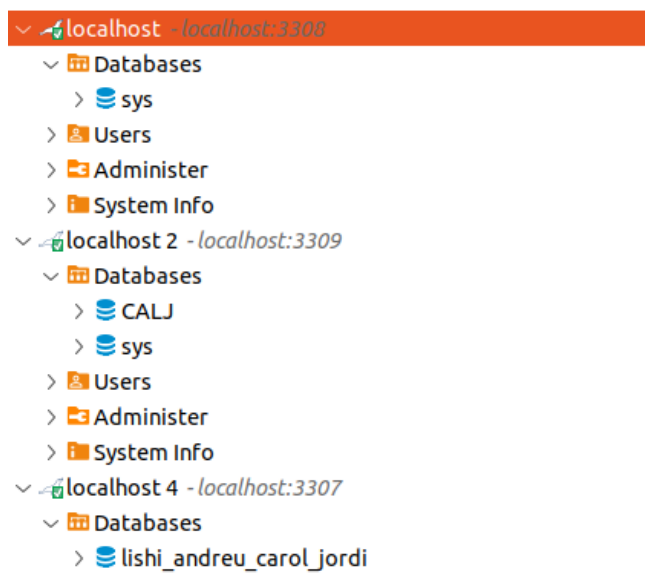 localhost - localhost:3308
Databases
sys
Users
Administer
System Info
localhost 2 - localhost:3309
Databases
CALJ
sys
Users
Administer
System Info
localhost 4 - localhost:3307
Databases
lishi_andreu_carol_jordi